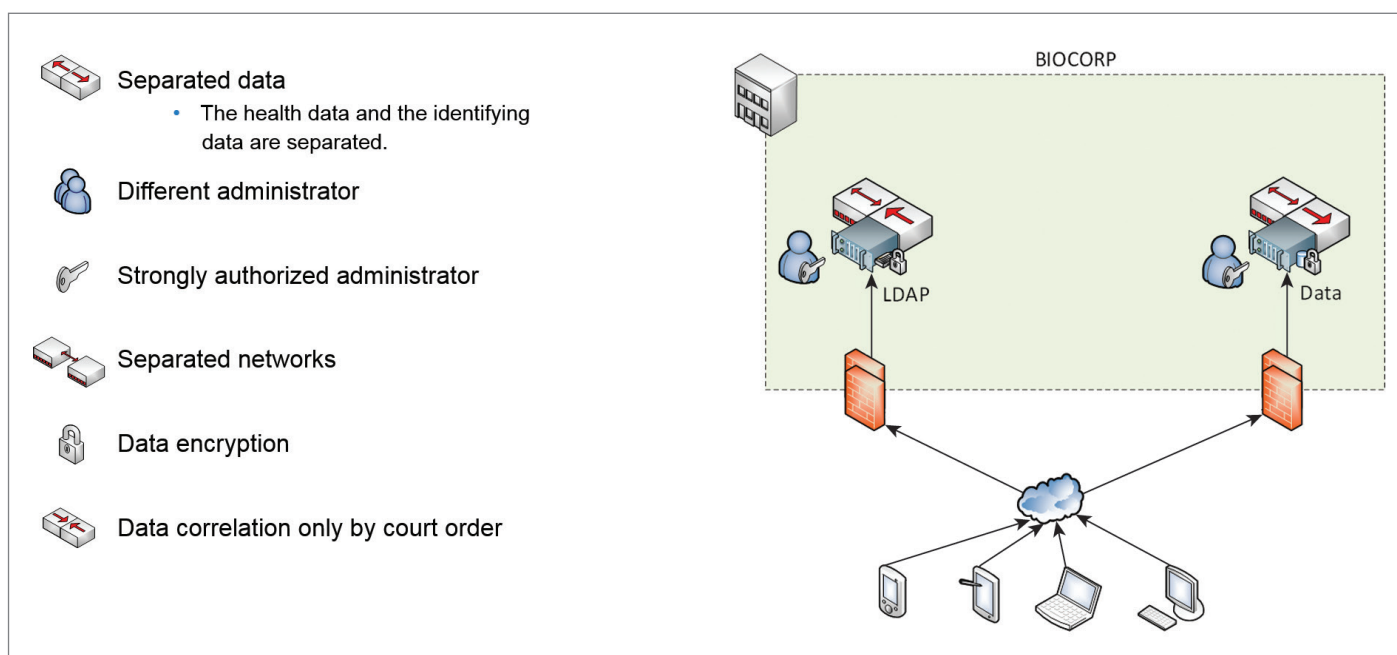 Separated data
• The health data and the identifying
data are separated.
Different administrator
Strongly authorized administrator
Separated networks
Data encryption
Data correlation only by court order
BIOCORP
LDAP
Data